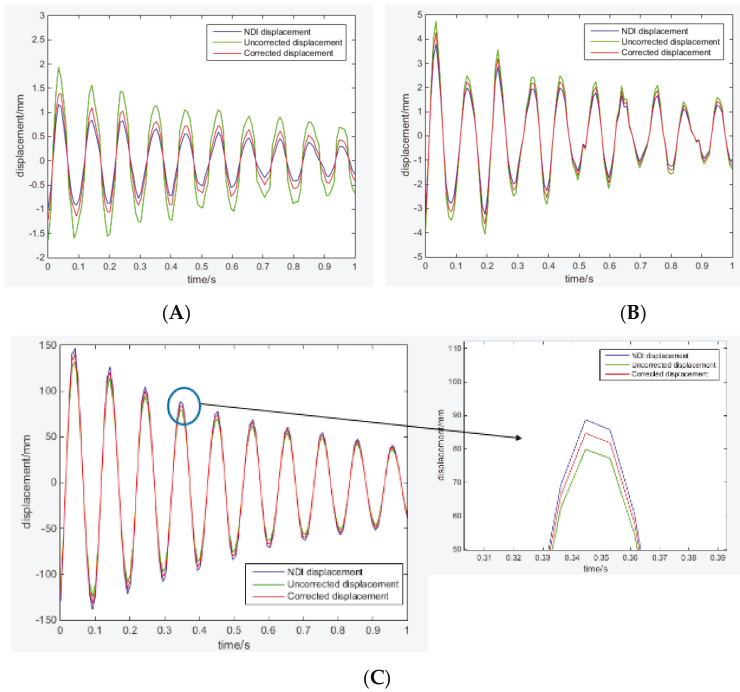 3
2.5
2
1.5
1
0.5
0
-0.5
-1
-1.5
-2
displacement/mm
NDI displacement
Uncorrected displacement
Corrected displacement
0 0.1 0.2 0.3 0.4 0.5 0.6 0.7 0.8 0.9 1
time/s
(A)
5
4
3
2
1
0
-1
-2
-3
-4
-5
displacement/mm
NDI displacement
Uncorrected displacement
Corrected displacement
0 0.1 0.2 0.3 0.4 0.5 0.6 0.7 0.8 0.9 1
time/s
(B)
150
100
50
0
-50
-100
-150
displacement/mm
NDI displacement
Uncorrected displacement
Corrected displacement
0 0.1 0.2 0.3 0.4 0.5 0.6 0.7 0.8 0.9 1
time/s
110
100
90
80
70
60
50
displacement/mm
NDI displacement
Uncorrected displacement
Corrected displacement
0.31 0.32 0.33 0.34 0.35 0.36 0.37 0.38 0.39
time/s
(C)